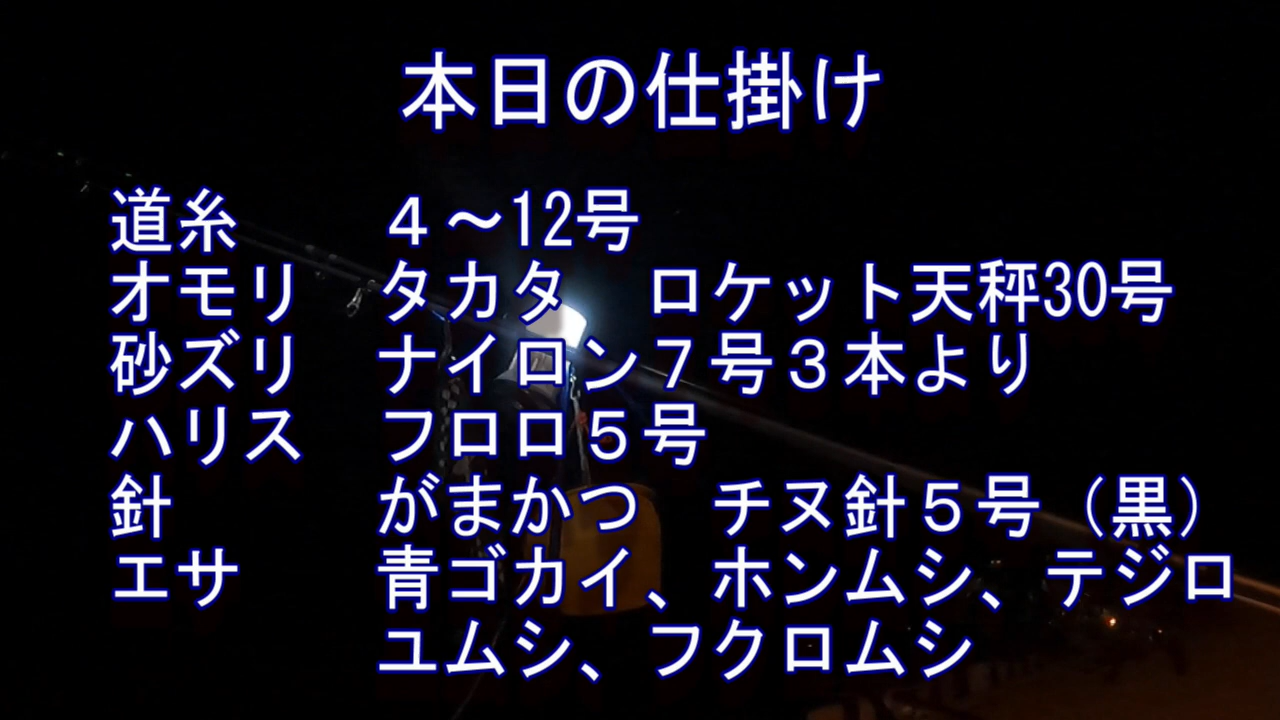 本日の仕掛け
道糸　　４～12号
オモリ　タカタ　ロケット天秤30号
砂ズリ　ナイロン７号３本より
ハリス　フロロ５号
針　　　がまかつ　チヌ針５号（黒）
エサ　　青ゴカイ、ホンムシ、テジロ
ユムシ、フクロムシ